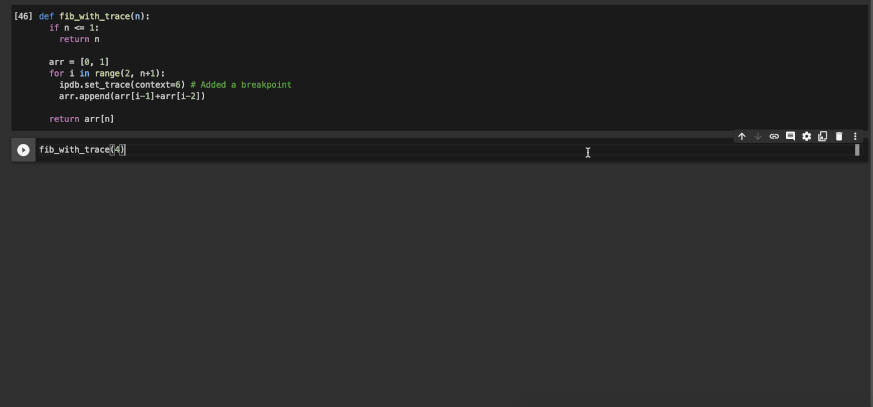 [46] def fib_with_trace(n):
if n <= 1:
return n
arr = [0, 1]
for i in range(2, n+1):
ipdb.set_trace(context=6) # Added a breakpoint
arr.append(arr[i-1]+arr[i-2])
return arr[n]
fib_with_trace(4)